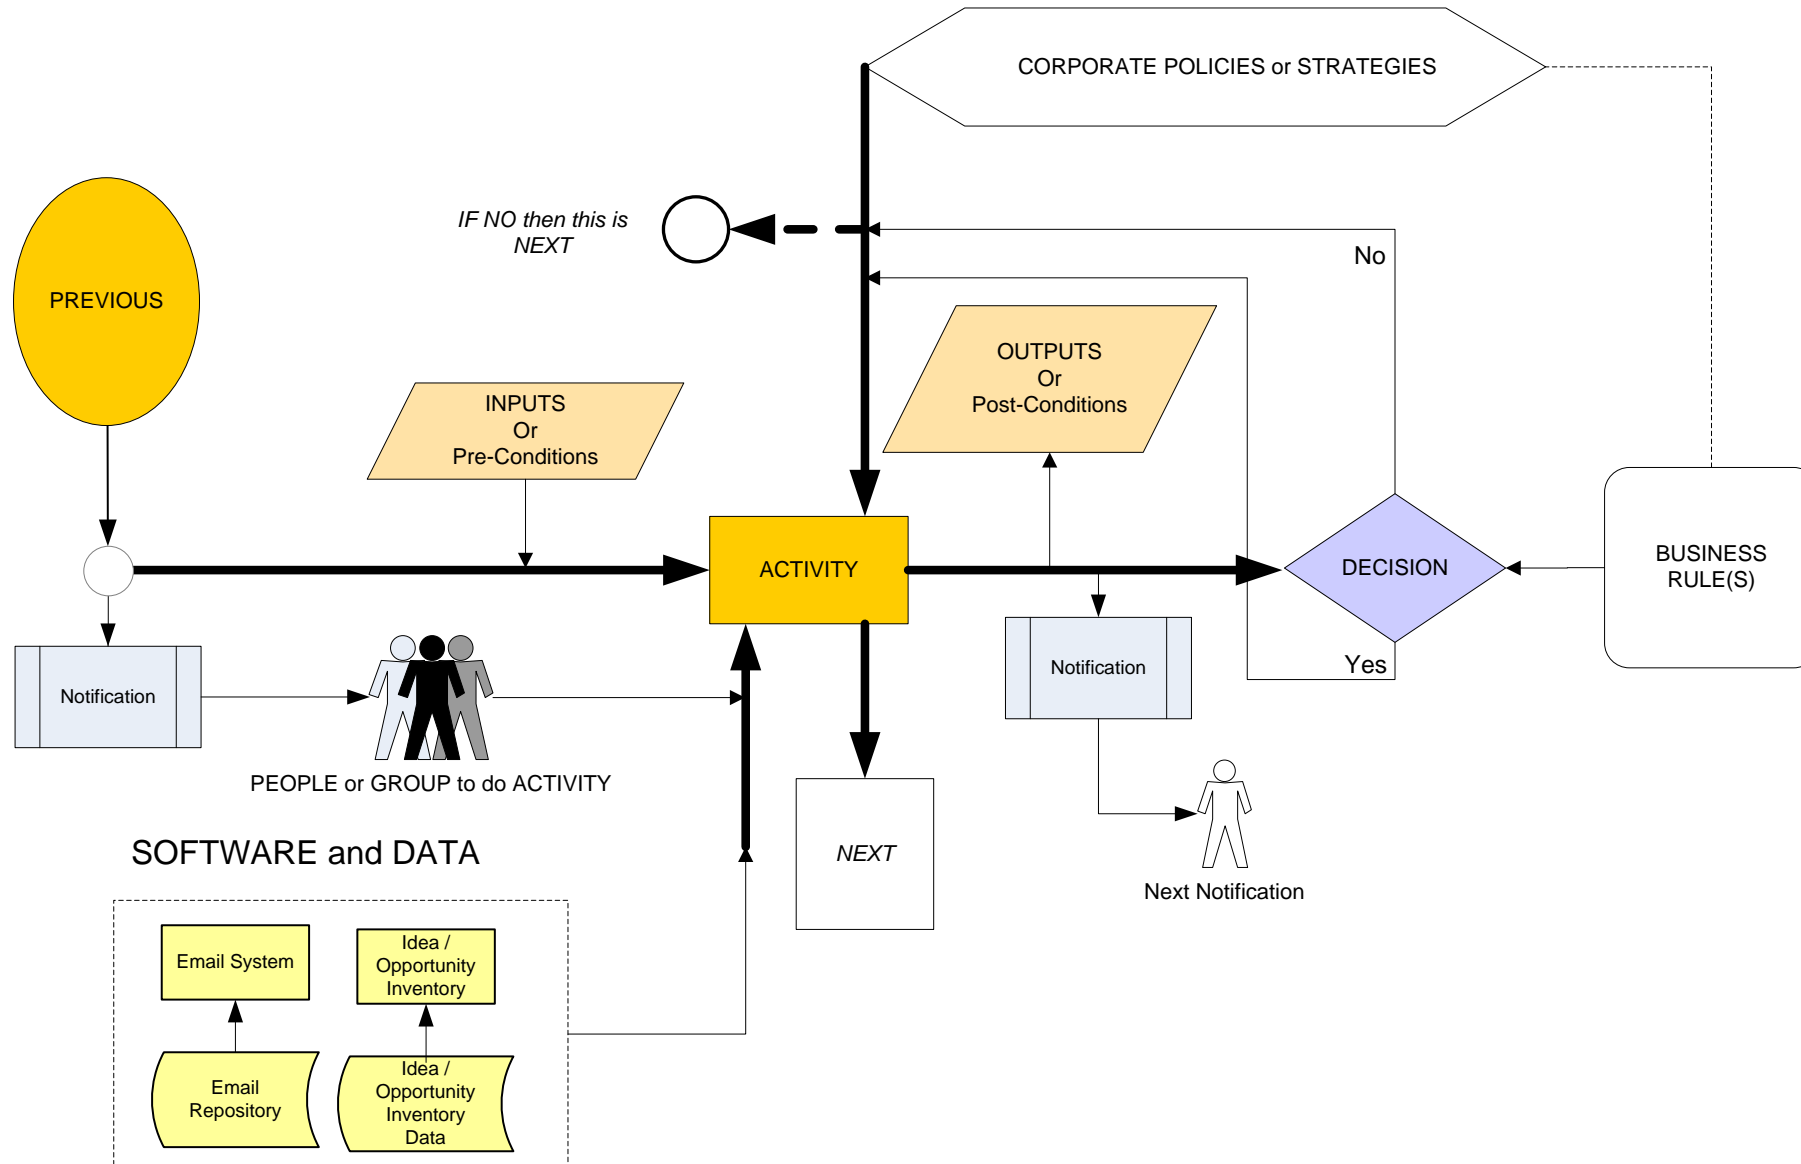 CORPORATE POLICIES or STRATEGIES
IF NO then this is
NEXT
No
PREVIOUS
OUTPUTS
Or
Post-Conditions
INPUTS
Or
Pre-Conditions
ACTIVITY
DECISION
BUSINESS
RULE(S)
Yes
Notification
Notification
PEOPLE or GROUP to do ACTIVITY
NEXT
Next Notification
SOFTWARE and DATA
Email System
Idea /
Opportunity
Inventory
Email
Repository
Idea /
Opportunity
Inventory
Data